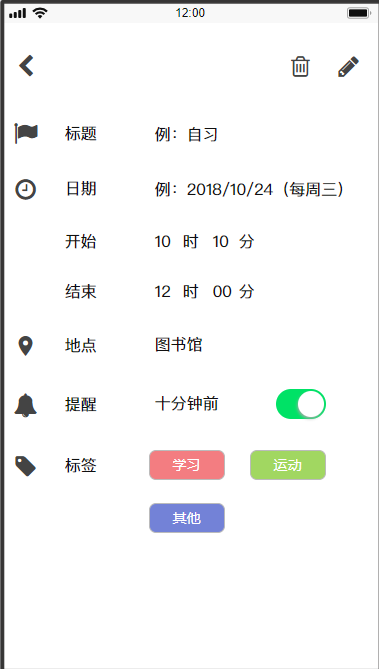 12:00
标题 例：自习
日期 例：2018/10/24（每周三）
开始 10 时 10 分
结束 12 时 00 分
地点 图书馆
提醒 十分钟前
标签 学习 运动
其他